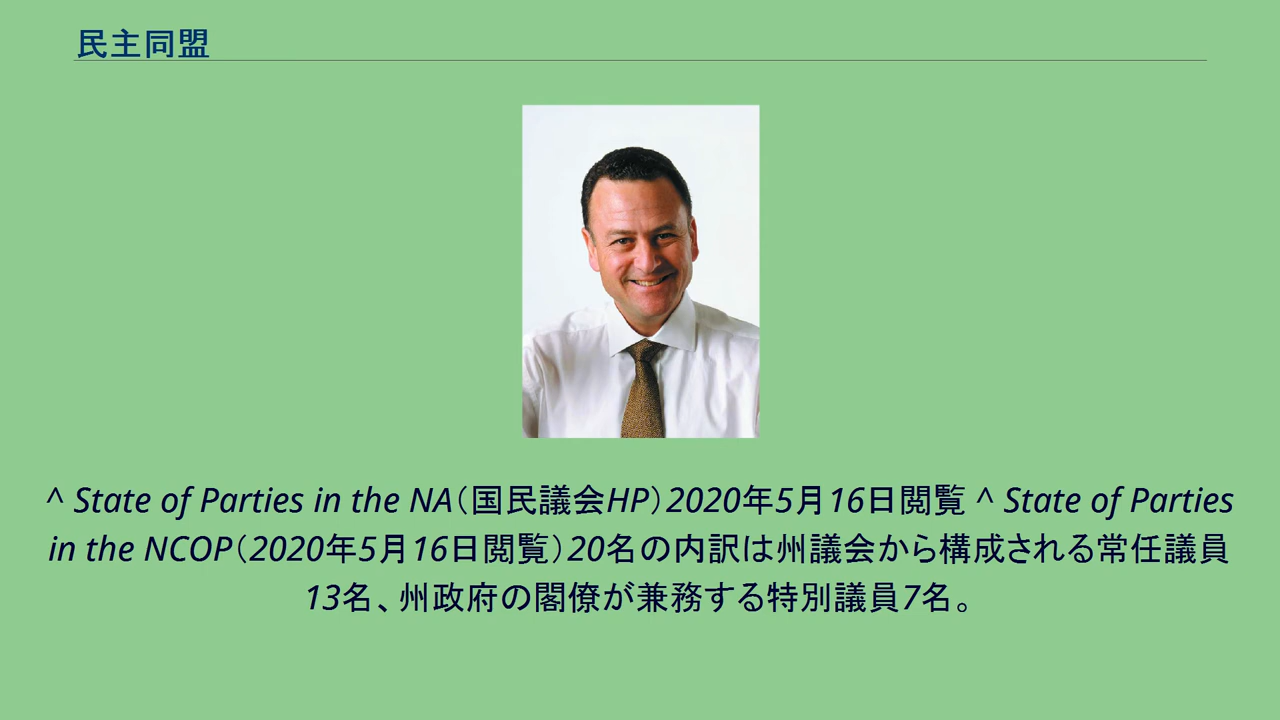 民主同盟
^ State of Parties in the NA（国民議会HP）2020年5月16日閲覧 ^ State of Parties
in the NCOP（2020年5月16日閲覧）20名の内訳は州議会から構成される常任議員
13名、州政府の閣僚が兼務する特別議員7名。